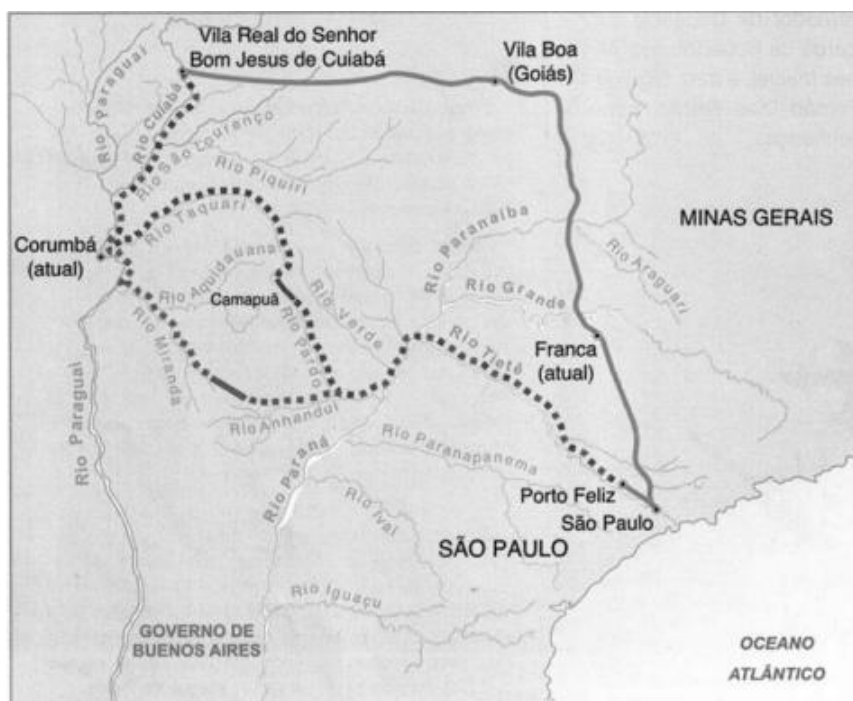 Vila Real do Senhor
Bom Jesus de Cuiabá
Vila Boa
(Goiás)
Rio Paraguai
Rio Cuiabá
Rio São Lourenço
Rio Piquiri
Rio Taquari
MINAS GERAIS
Corumbá
(atual)
Rio Paranaíba
Rio Araguari
Rio Aquidauana
Camapuã
Rio Verde
Rio Grande
Rio Pardo
Rio Tietê
Franca
(atual)
Rio Miranda
Rio Anhanduí
Rio Paraguai
Rio Paraná
Rio Paranapanema
Porto Feliz
São Paulo
Rio Ivaí
SÃO PAULO
Rio Iguaçu
GOVERNO DE
BUENOS AIRES
OCEANO
ATLÂNTICO